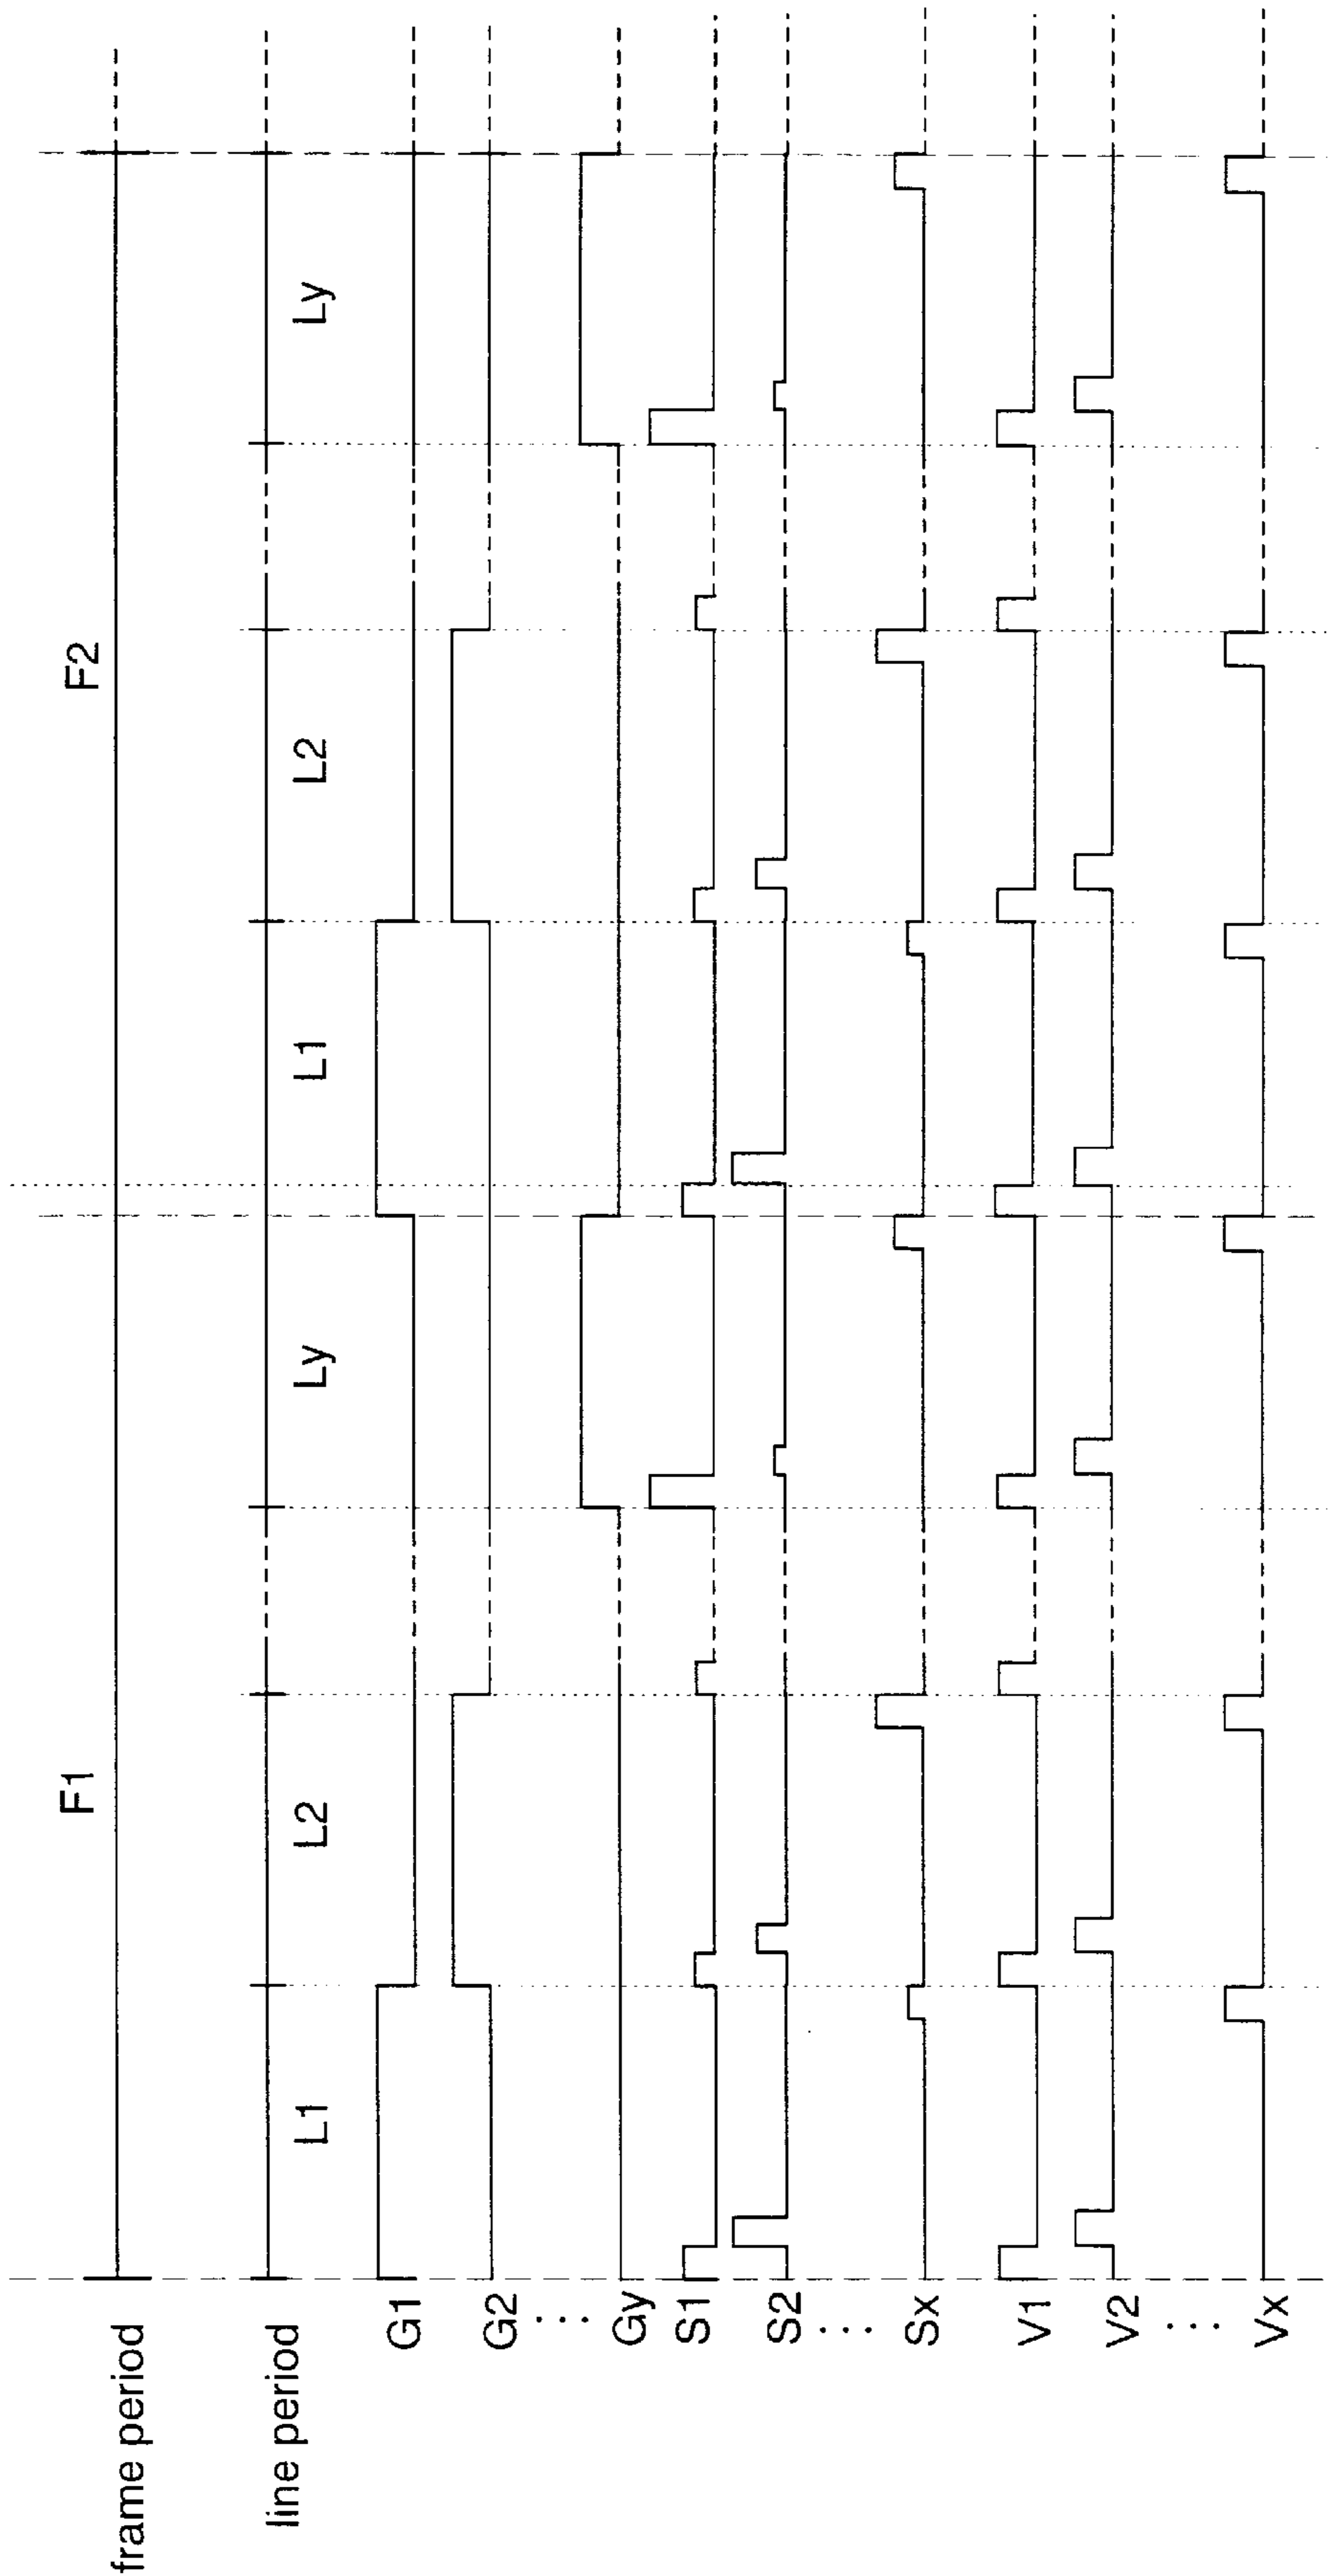 frame period
F1
F2
line period
L1
L2
Ly
L1
L2
Ly
G1
G2
⋮
Gy
S1
S2
⋮
Sx
V1
V2
⋮
Vx